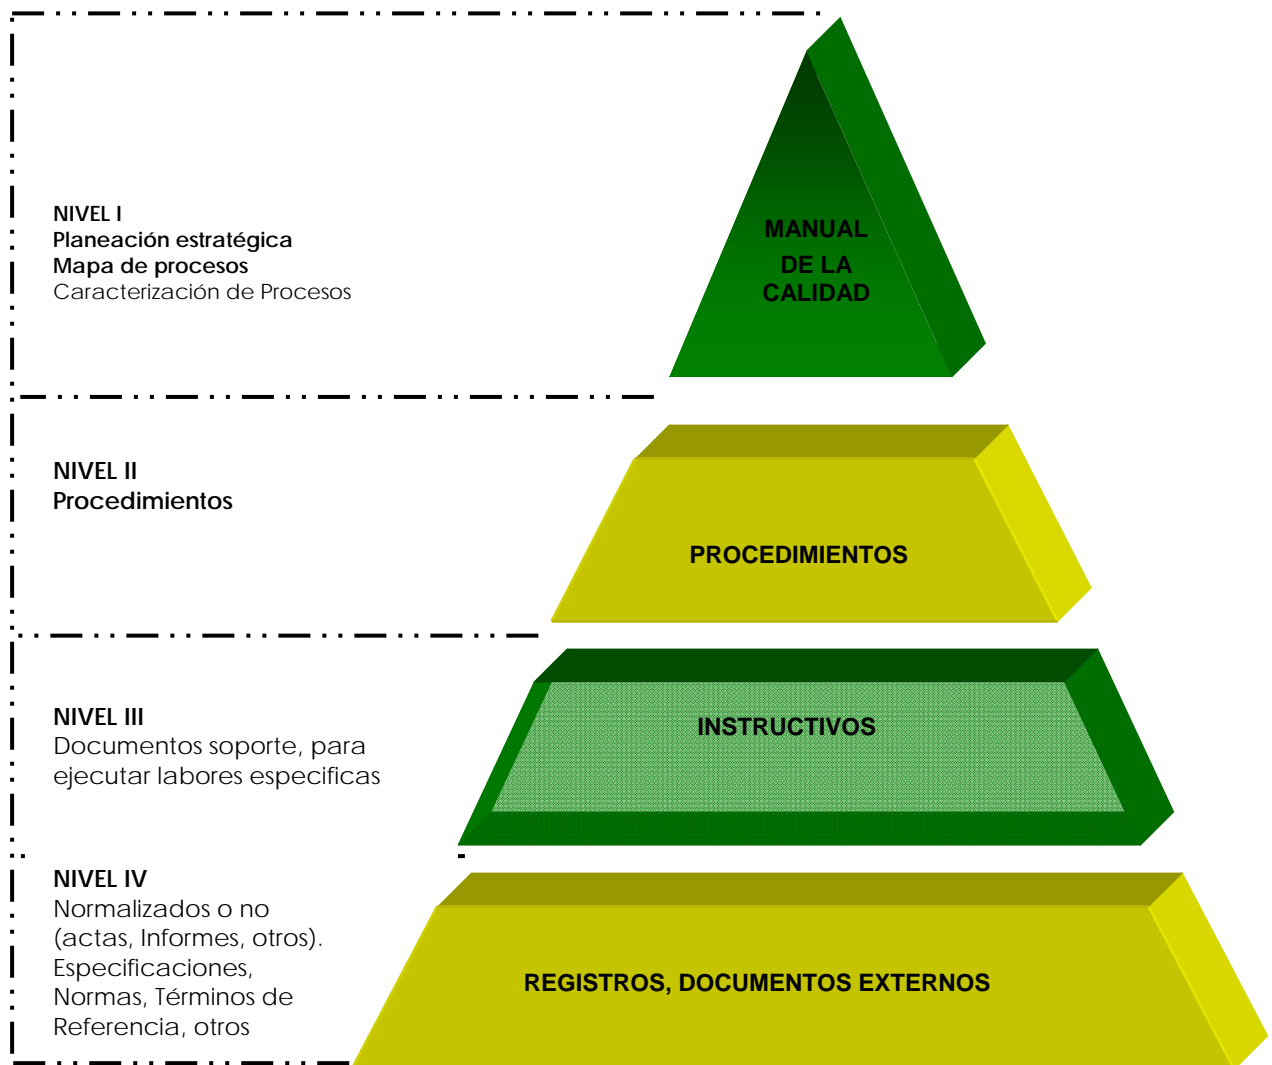 NIVEL I
Planeación estratégica
Mapa de procesos
Caracterización de Procesos
MANUAL
DE LA
CALIDAD
NIVEL II
Procedimientos
PROCEDIMIENTOS
NIVEL III
Documentos soporte, para
ejecutar labores especificas
INSTRUCTIVOS
NIVEL IV
Normalizados o no
(actas, Informes, otros).
Especificaciones,
Normas, Términos de
Referencia, otros
REGISTROS, DOCUMENTOS EXTERNOS